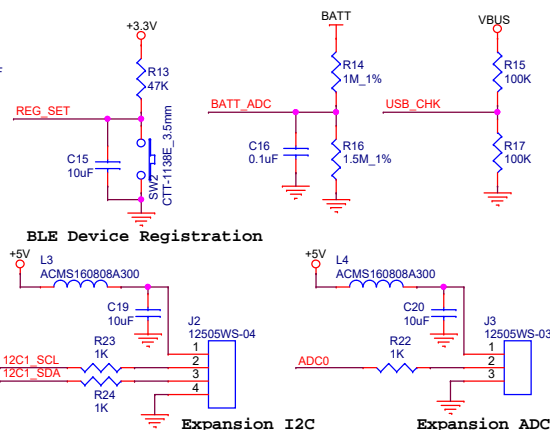 +3.3V
BATT
VBUS
R13
47K
R14
1M_1%
R15
100K
REG_SET
BATT_ADC
USB_CHK
C15
10uF
SW2
CTT-1138E_3.5mm
C16
0.1uF
R16
1.5M_1%
R17
100K
BLE Device Registration
+5V
L3
ACMS160808A300
C19
10uF
J2
12505WS-04
1
2
3
4
R23
1K
12C1_SCL
12C1_SDA
R24
1K
Expansion I2C
+5V
L4
ACMS160808A300
C20
10uF
J3
12505WS-03
1
2
3
R22
1K
ADC0
Expansion ADC